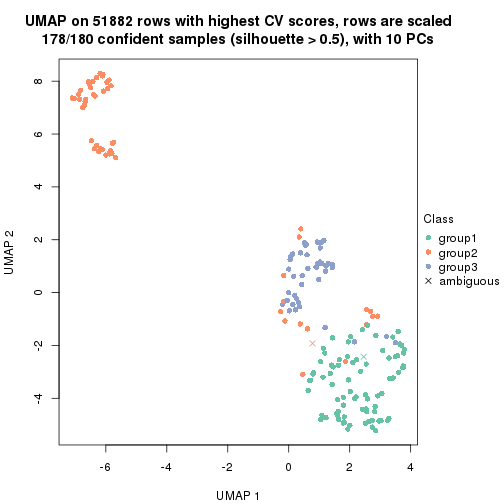 UMAP on 51882 rows with highest CV scores, rows are scaled
178/180 confident samples (silhouette > 0.5), with 10 PCs
8
6
4
2
0
-2
-4
UMAP 2
-6
-4
-2
0
2
4
UMAP 1
Class
group1
group2
group3
ambiguous